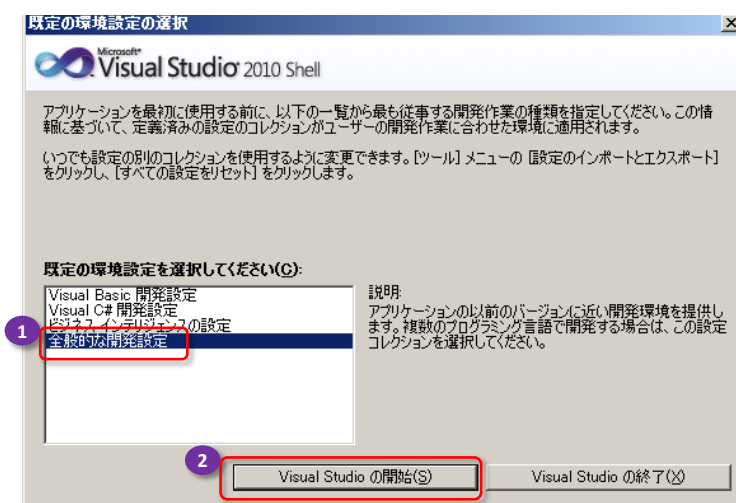 既定の環境設定の選択
Microsoft
Visual Studio 2010 Shell
アプリケーションを最初に使用する前に、以下の一覧から最も従事する開発作業の種類を指定してください。この情
報に基づいて、定義済みの設定のコレクションがユーザーの開発作業に合わせた環境に適用されます。
いつでも設定の別のコレクションを使用するように変更できます。[ツール] メニューの [設定のインポートとエクスポート]
をクリックし、[すべての設定をリセット] をクリックします。
既定の環境設定を選択してください(C):
Visual Basic 開発設定
Visual C# 開発設定
ビジネス インテリジェンスの設定
1
全般的な開発設定
説明:
アプリケーションの以前のバージョンに近い開発環境を提供し
ます。複数のプログラミング言語で開発する場合は、この設定
コレクションを選択してください。
2
Visual Studio の開始(S)
Visual Studio の終了(X)